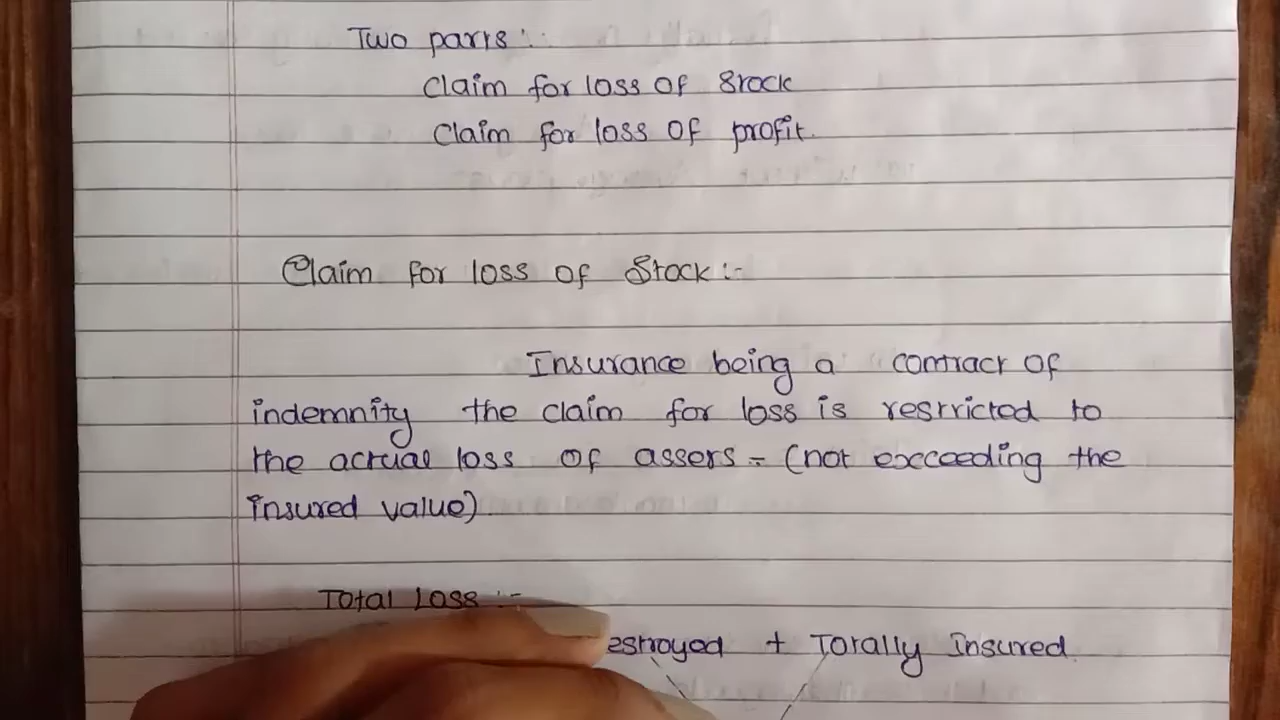 Two parts :-
Claim for loss of Stock
Claim for loss of profit.
Claim for loss of Stock :-
Insurance being a contract of
indemnity the claim for loss is restricted to
the actual loss of assets - (not exceeding the
insured value)
Total Loss :-
estroyed + Totally Insured.